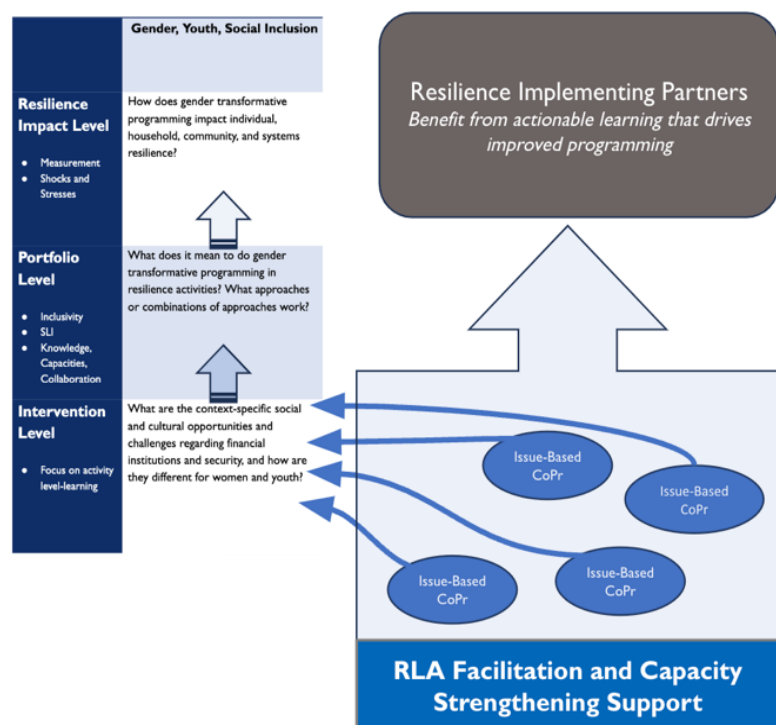 Gender, Youth, Social Inclusion
Resilience
Impact Level
● Measurement
● Shocks and
Stresses
How does gender transformative
programming impact individual,
household, community, and systems
resilience?
Portfolio
Level
● Inclusivity
● SLI
● Knowledge,
Capacities,
Collaboration
What does it mean to do gender
transformative programming in
resilience activities? What approaches
or combinations of approaches work?
Intervention
Level
● Focus on activity
level-learning
What are the context-specific social
and cultural opportunities and
challenges regarding financial
institutions and security, and how are
they different for women and youth?
Resilience Implementing Partners
Benefit from actionable learning that drives
improved programming
Issue-Based
CoPr
Issue-Based
CoPr
Issue-Based
CoPr
Issue-Based
CoPr
RLA Facilitation and Capacity
Strengthening Support